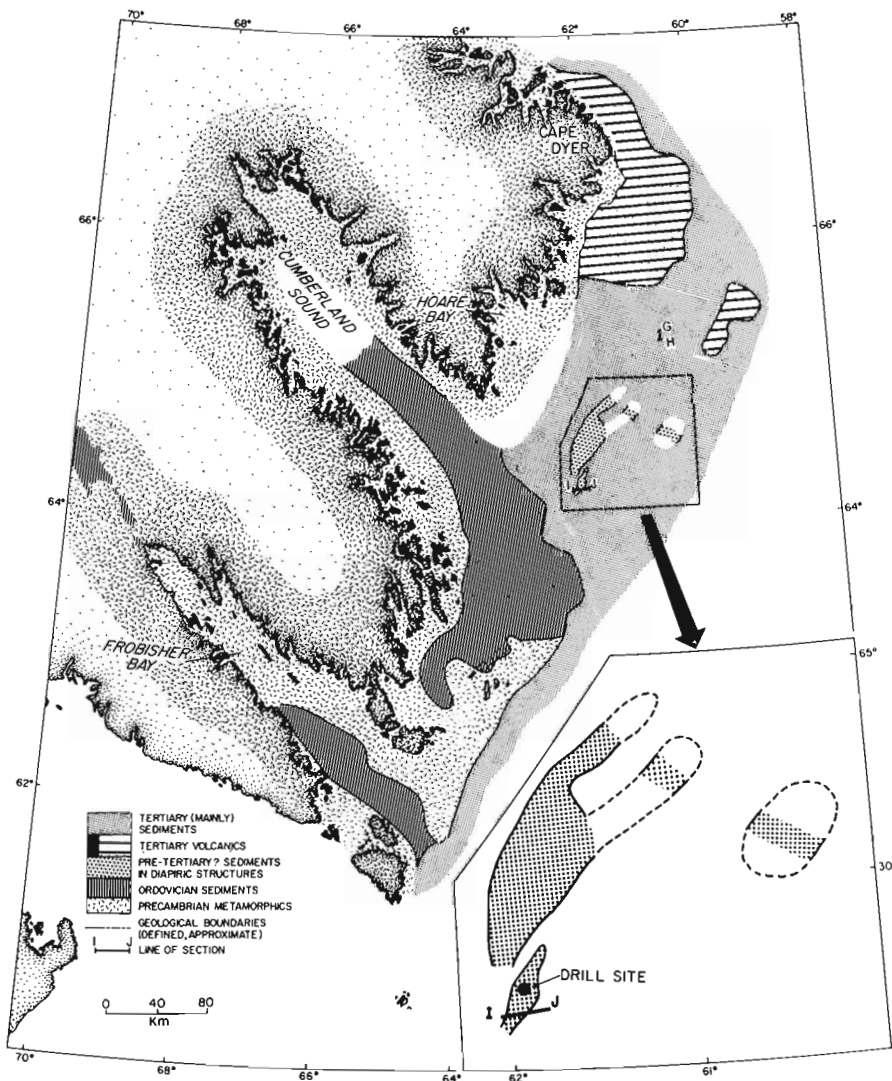 70° 68° 66° 64° 62° 60° 58°
CAPE
DYER
66° 66°
CUMBERLAND
SOUND
HOARE
BAY
G
H
64° 64°
FROBISHER
BAY
65°
62°
TERTIARY (MAINLY)
SEDIMENTS
TERTIARY VOLCANICS
PRE-TERTIARY? SEDIMENTS
IN DIAPIRIC STRUCTURES
ORDOVICIAN SEDIMENTS
PRECAMBRIAN METAMORPHICS
GEOLOGICAL BOUNDARIES
(DEFINED, APPROXIMATE)
I J
LINE OF SECTION
30
DRILL SITE
I J
0 40 80
Km
70° 68° 66° 64° 62° 61°